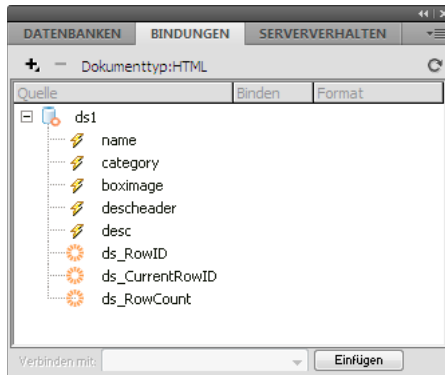 DATENBANKEN BINDUNGEN SERVERVERHALTEN
Dokumenttyp:HTML
Quelle Binden Format
ds1
name
category
boximage
descheader
desc
ds_RowID
ds_CurrentRowID
ds_RowCount
Verbinden mit: Einfügen